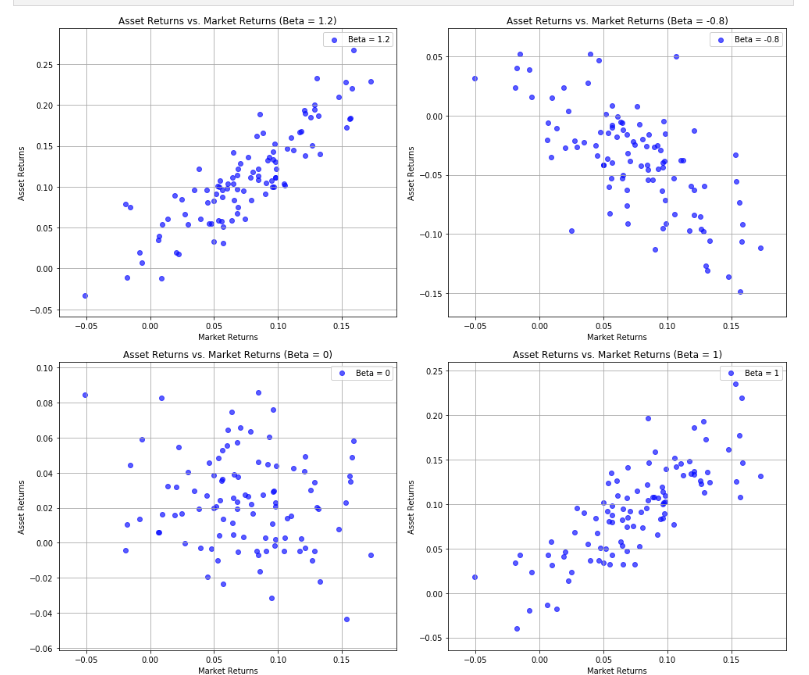 Asset Returns vs. Market Returns (Beta = 1.2)
Beta = 1.2
Asset Returns
0.25
0.20
0.15
0.10
0.05
0.00
−0.05
−0.05 0.00 0.05 0.10 0.15
Market Returns
Asset Returns vs. Market Returns (Beta = -0.8)
Beta = -0.8
Asset Returns
0.05
0.00
−0.05
−0.10
−0.15
−0.05 0.00 0.05 0.10 0.15
Market Returns
Asset Returns vs. Market Returns (Beta = 0)
Beta = 0
Asset Returns
0.10
0.08
0.06
0.04
0.02
0.00
−0.02
−0.04
−0.06
−0.05 0.00 0.05 0.10 0.15
Market Returns
Asset Returns vs. Market Returns (Beta = 1)
Beta = 1
Asset Returns
0.25
0.20
0.15
0.10
0.05
0.00
−0.05
−0.05 0.00 0.05 0.10 0.15
Market Returns